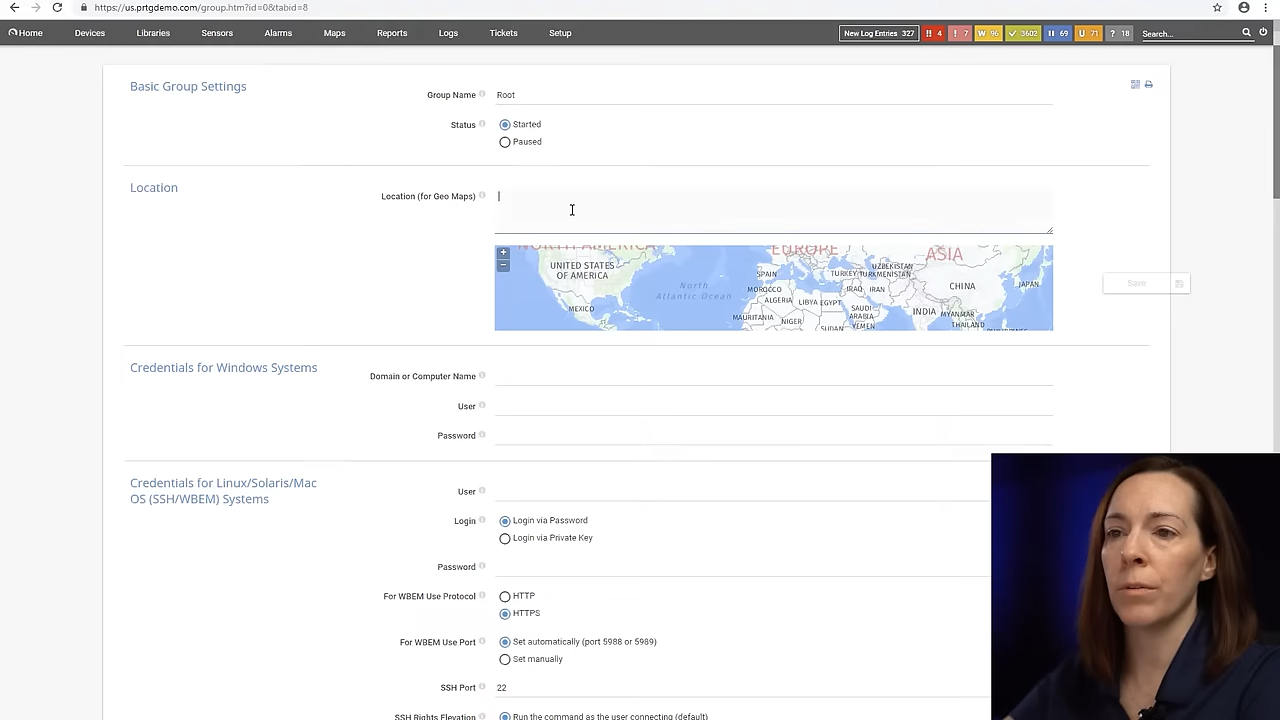 https://us.prtgdemo.com/group.htm?id=0&tabid=8
Home Devices Libraries Sensors Alarms Maps Reports Logs Tickets Setup New Log Entries 327 !! 4 ! 7 W 96 3602 69 U 71 ? 18 Search...
Basic Group Settings
Group Name Root
Status Started
Paused
Location
Location (for Geo Maps)
NORTH AMERICA EUROPE ASIA
UNITED STATES
OF AMERICA
MEXICO
North
Atlantic Ocean
SPAIN
MOROCCO
ALGERIA LIBYA EGYPT
MAURITANIA NIGER SUDAN
TURKEY TURKMENISTAN
UZBEKISTAN
IRAQ IRAN
SAUDI
ARABIA
YEMEN
CHINA
JAPAN
INDIA MYANMAR
THAILAND
PHILIPPINES
Save
Credentials for Windows Systems
Domain or Computer Name
User
Password
Credentials for Linux/Solaris/Mac
OS (SSH/WBEM) Systems
User
Login Login via Password
Login via Private Key
Password
For WBEM Use Protocol HTTP
HTTPS
For WBEM Use Port Set automatically (port 5988 or 5989)
Set manually
SSH Port 22
SSH Rights Elevation Run the command as the user connecting (default)